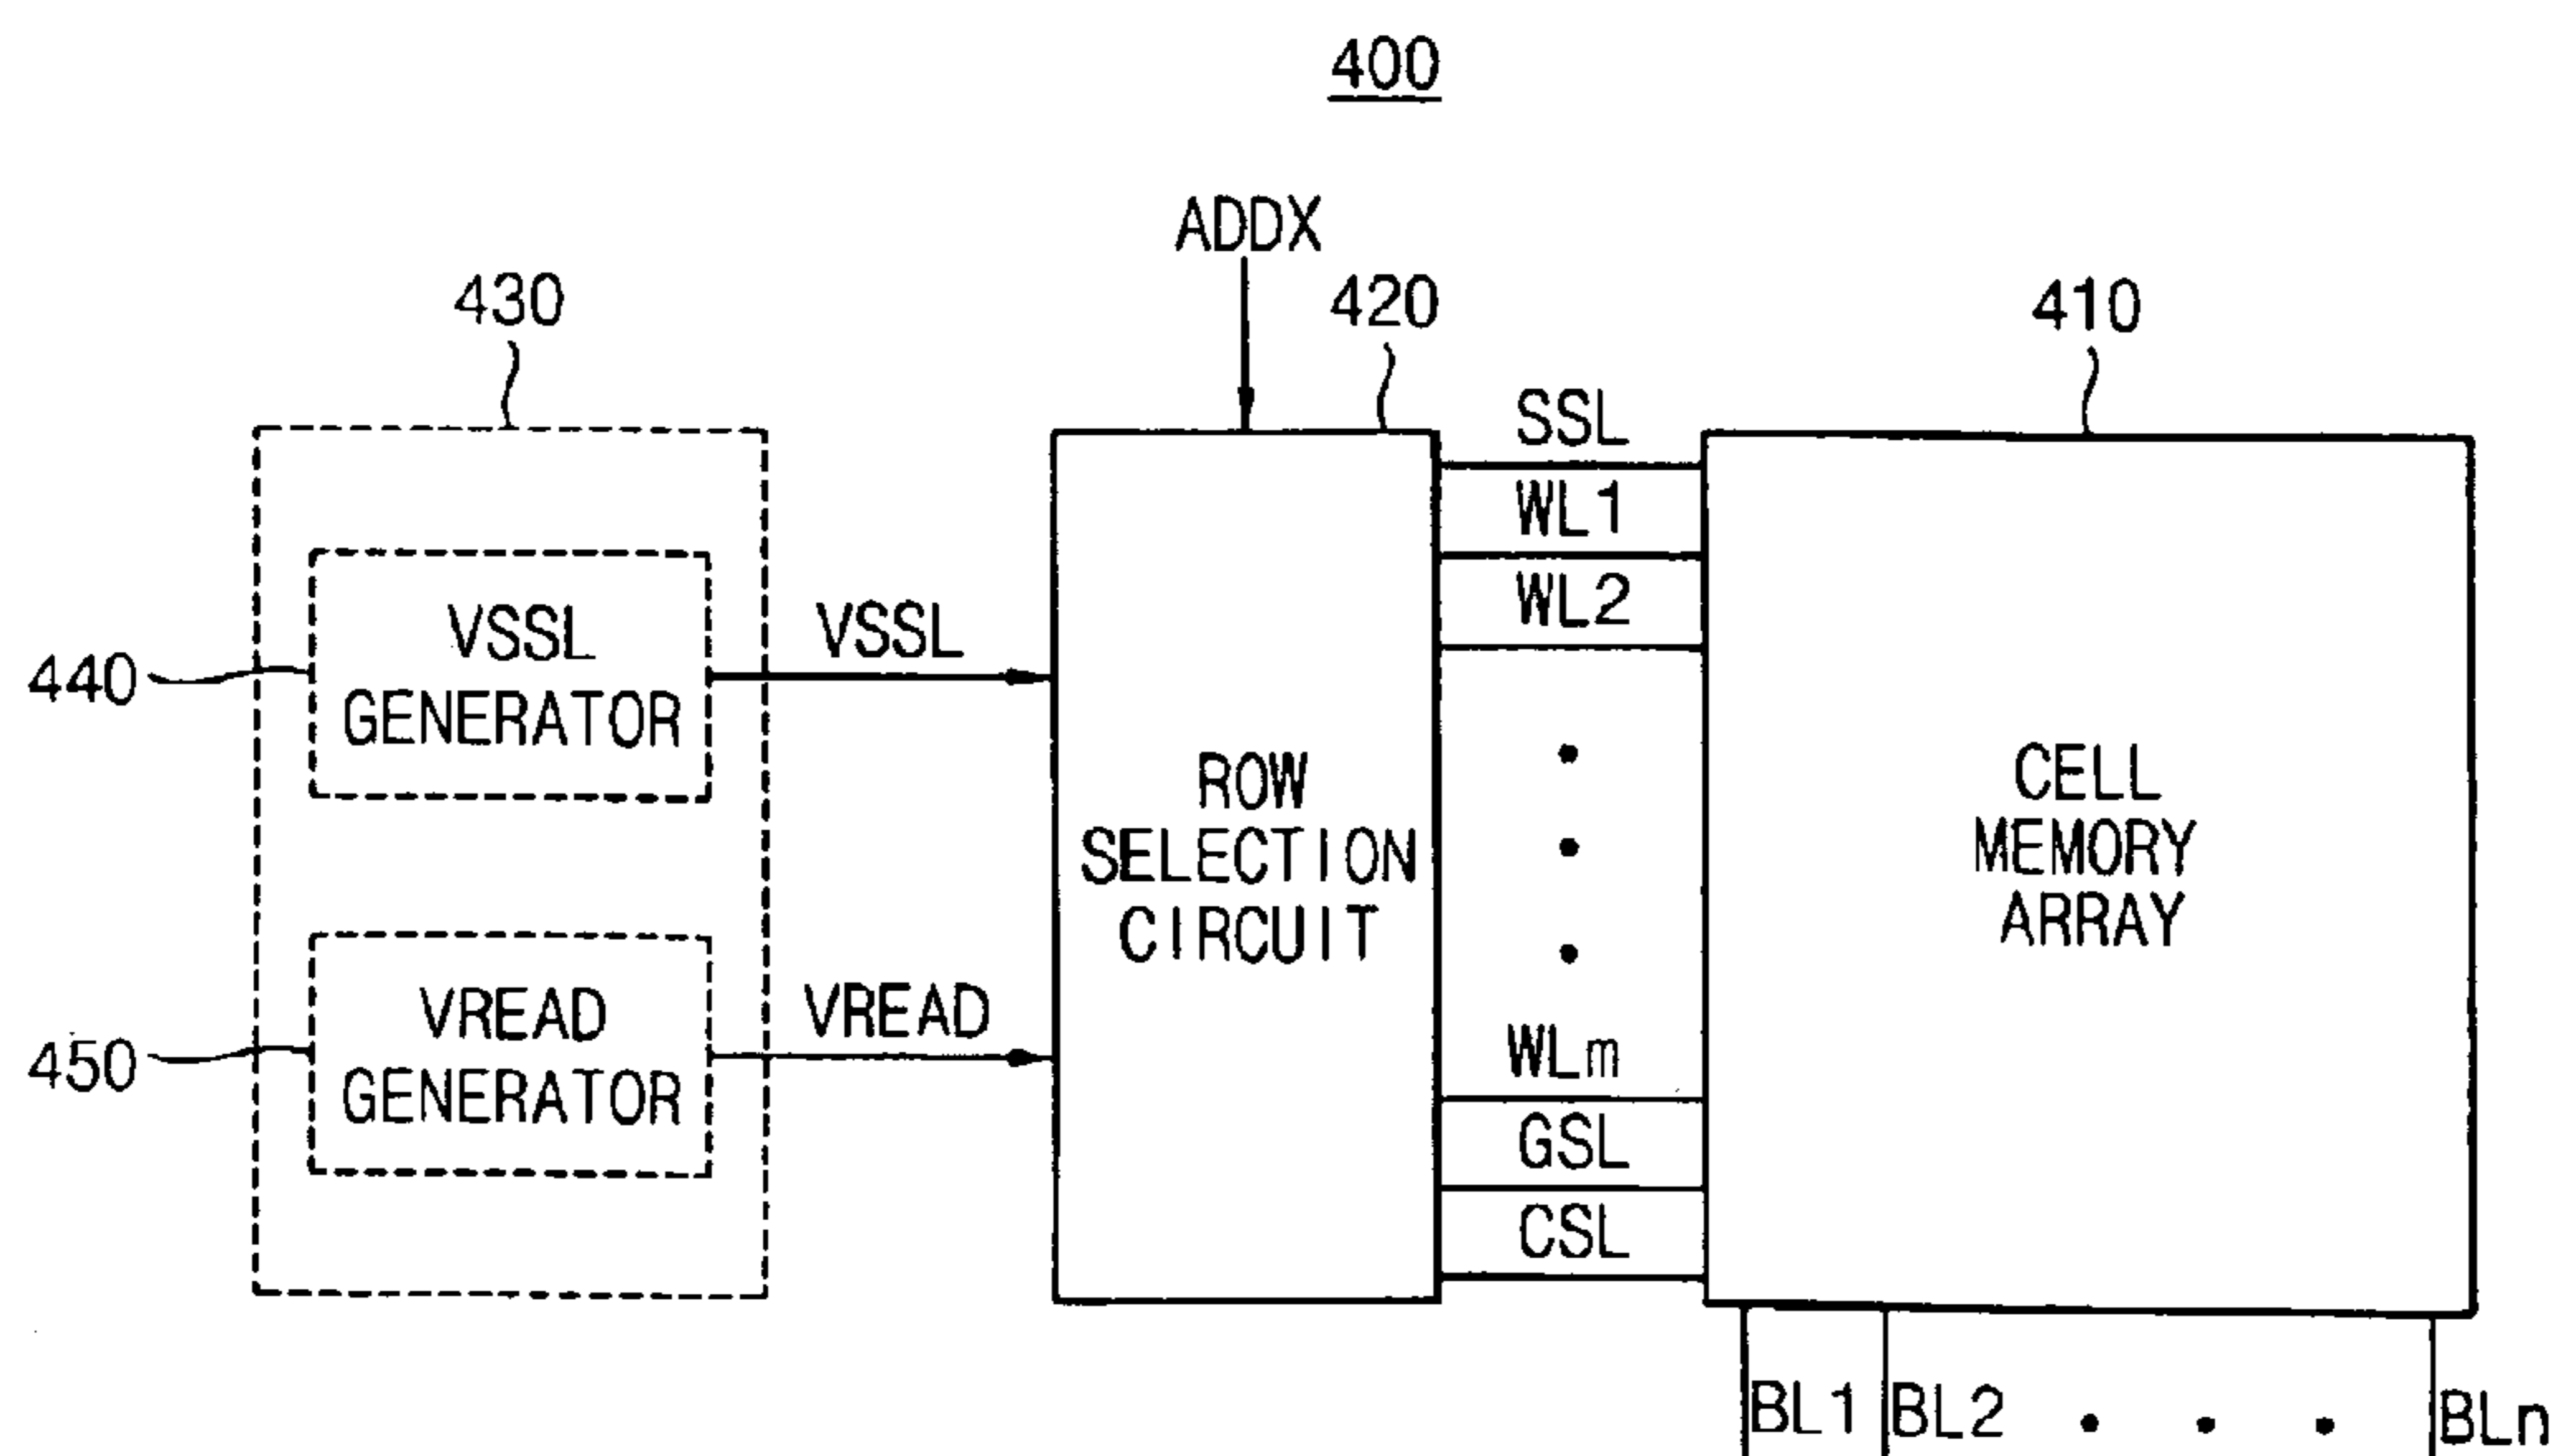 400
ADDX
430
420
410
SSL
WL1
WL2
VSSL
GENERATOR
VSSL
440
ROW
SELECTION
CIRCUIT
CELL
MEMORY
ARRAY
VREAD
GENERATOR
VREAD
450
WLm
GSL
CSL
BL1
BL2
BLn